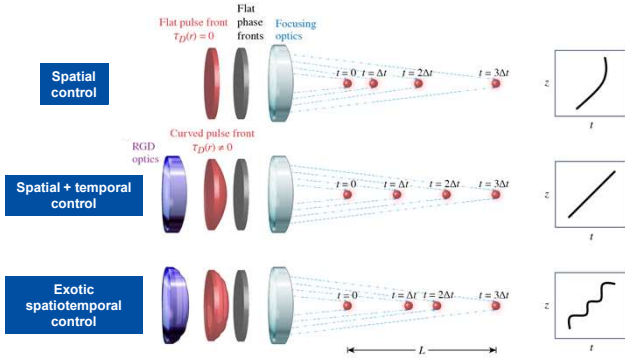 Flat pulse front
τD(r) = 0
Flat
phase
fronts
Focusing
optics
Spatial
control
t = 0
t = Δt
t = 2Δt
t = 3Δt
z
t
RGD
optics
Curved pulse front
τD(r) ≠ 0
Spatial + temporal
control
t = 0
t = Δt
t = 2Δt
t = 3Δt
z
t
Exotic
spatiotemporal
control
t = 0
t = Δt
t = 2Δt
t = 3Δt
z
t
L